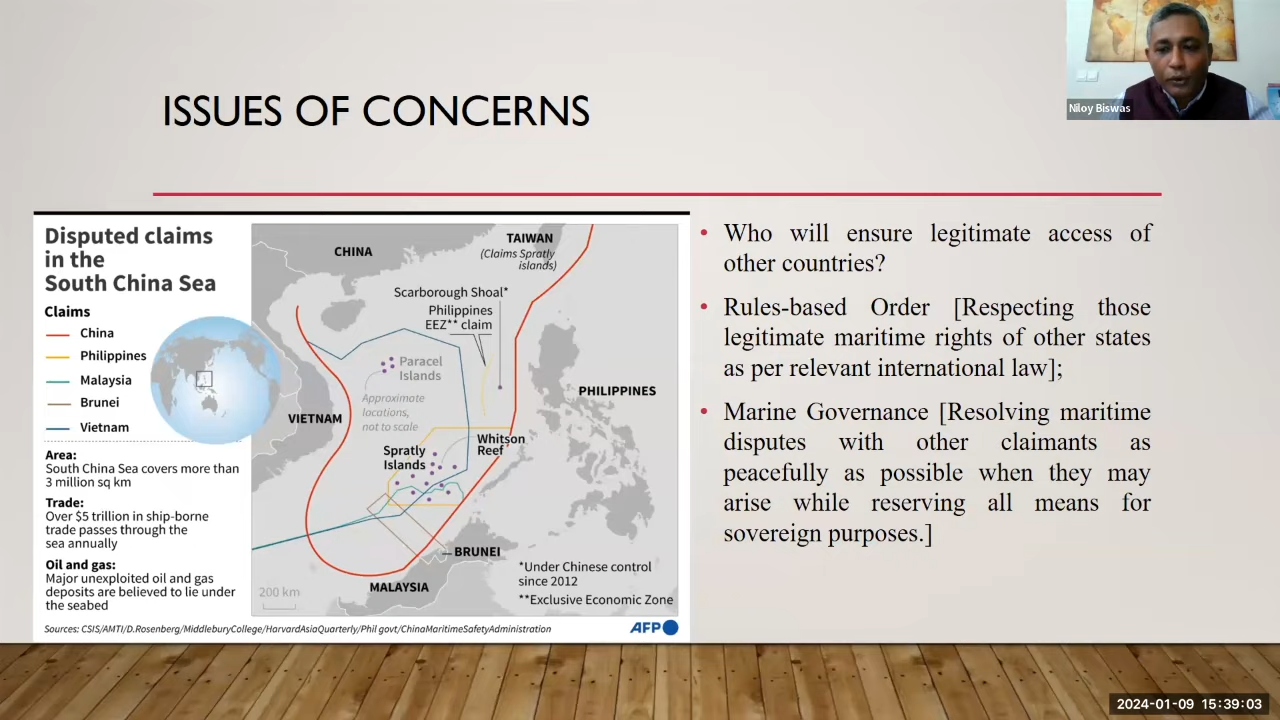 Niloy Biswas
ISSUES OF CONCERNS
Disputed claims
in the
South China Sea
Claims
China
Philippines
Malaysia
Brunei
Vietnam
Area:
South China Sea covers more than
3 million sq km
Trade:
Over $5 trillion in ship-borne
trade passes through the
sea annually
Oil and gas:
Major unexploited oil and gas
deposits are believed to lie under
the seabed
CHINA
TAIWAN
(Claims Spratly
islands)
Scarborough Shoal*
Philippines
EEZ** claim
Paracel
Islands
Approximate
locations,
not to scale
PHILIPPINES
VIETNAM
Spratly
Islands
Whitson
Reef
BRUNEI
MALAYSIA
200 km
*Under Chinese control
since 2012
**Exclusive Economic Zone
Sources: CSIS/AMTI/D.Rosenberg/MiddleburyCollege/HarvardAsiaQuarterly/Phil govt/ChinaMaritimeSafetyAdministration
AFP
• Who will ensure legitimate access of
other countries?
• Rules-based Order [Respecting those
legitimate maritime rights of other states
as per relevant international law];
• Marine Governance [Resolving maritime
disputes with other claimants as
peacefully as possible when they may
arise while reserving all means for
sovereign purposes.]
2024-01-09 15:39:03